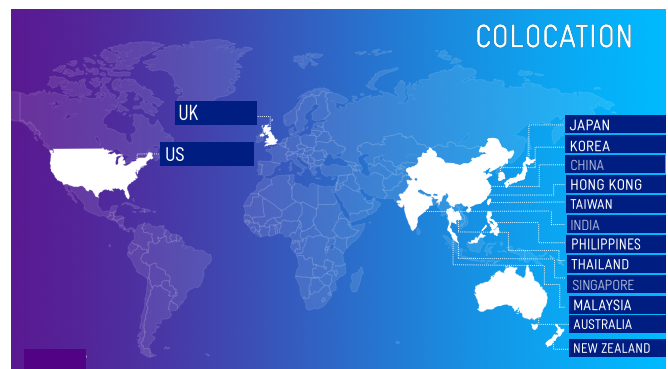 COLOCATION
UK
US
JAPAN
KOREA
CHINA
HONG KONG
TAIWAN
INDIA
PHILIPPINES
THAILAND
SINGAPORE
MALAYSIA
AUSTRALIA
NEW ZEALAND